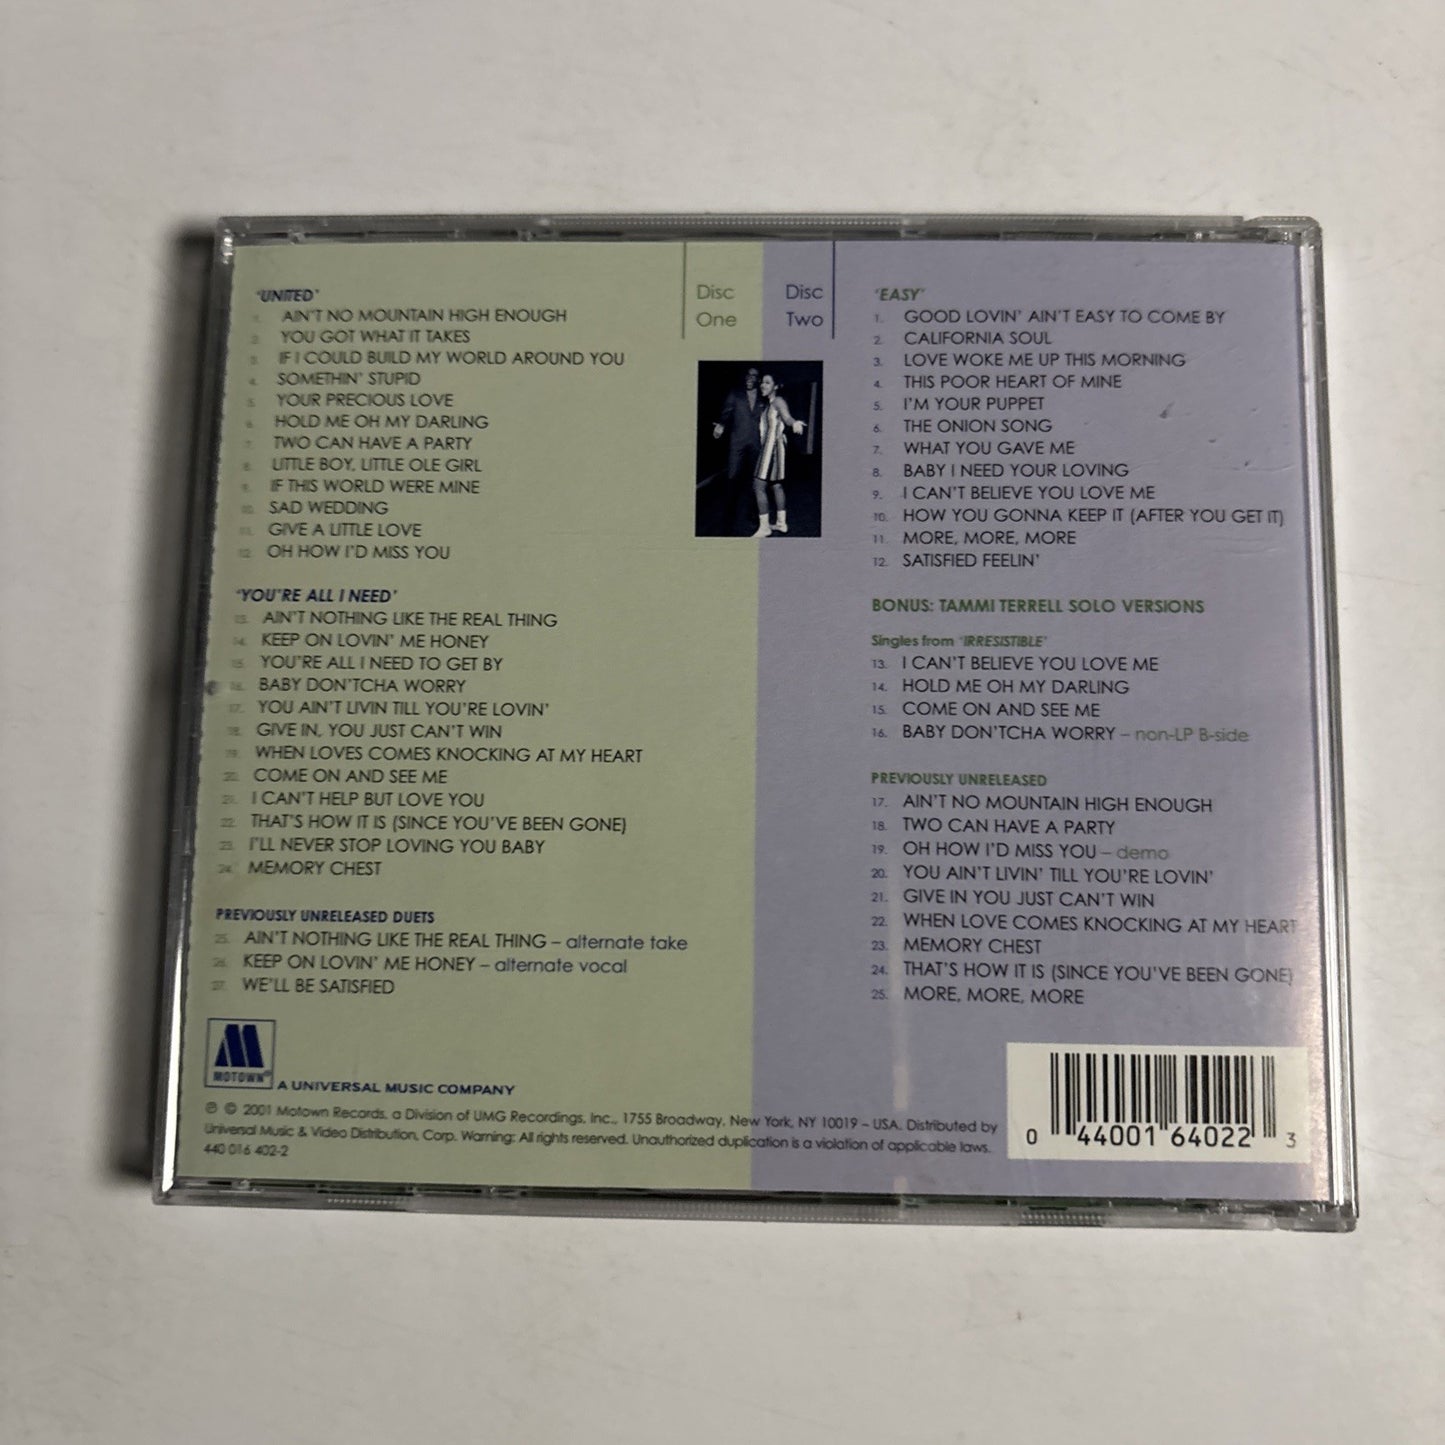 Disc
One
'UNITED'
1. AIN'T NO MOUNTAIN HIGH ENOUGH
2. YOU GOT WHAT IT TAKES
3. IF I COULD BUILD MY WORLD AROUND YOU
4. SOMETHIN' STUPID
5. YOUR PRECIOUS LOVE
6. HOLD ME OH MY DARLING
7. TWO CAN HAVE A PARTY
8. LITTLE BOY, LITTLE OLE GIRL
9. IF THIS WORLD WERE MINE
10. SAD WEDDING
11. GIVE A LITTLE LOVE
12. OH HOW I'D MISS YOU
'YOU'RE ALL I NEED'
13. AIN'T NOTHING LIKE THE REAL THING
14. KEEP ON LOVIN' ME HONEY
15. YOU'RE ALL I NEED TO GET BY
16. BABY DON'TCHA WORRY
17. YOU AIN'T LIVIN TILL YOU'RE LOVIN'
18. GIVE IN, YOU JUST CAN'T WIN
19. WHEN LOVES COMES KNOCKING AT MY HEART
20. COME ON AND SEE ME
21. I CAN'T HELP BUT LOVE YOU
22. THAT'S HOW IT IS (SINCE YOU'VE BEEN GONE)
23. I'LL NEVER STOP LOVING YOU BABY
24. MEMORY CHEST
PREVIOUSLY UNRELEASED DUETS
25. AIN'T NOTHING LIKE THE REAL THING – alternate take
26. KEEP ON LOVIN' ME HONEY – alternate vocal
27. WE'LL BE SATISFIED
Disc
Two
'EASY'
1. GOOD LOVIN' AIN'T EASY TO COME BY
2. CALIFORNIA SOUL
3. LOVE WOKE ME UP THIS MORNING
4. THIS POOR HEART OF MINE
5. I'M YOUR PUPPET
6. THE ONION SONG
7. WHAT YOU GAVE ME
8. BABY I NEED YOUR LOVING
9. I CAN'T BELIEVE YOU LOVE ME
10. HOW YOU GONNA KEEP IT (AFTER YOU GET IT)
11. MORE, MORE, MORE
12. SATISFIED FEELIN'
BONUS: TAMMI TERRELL SOLO VERSIONS
Singles from 'IRRESISTIBLE'
13. I CAN'T BELIEVE YOU LOVE ME
14. HOLD ME OH MY DARLING
15. COME ON AND SEE ME
16. BABY DON'TCHA WORRY – non-LP B-side
PREVIOUSLY UNRELEASED
17. AIN'T NO MOUNTAIN HIGH ENOUGH
18. TWO CAN HAVE A PARTY
19. OH HOW I'D MISS YOU – demo
20. YOU AIN'T LIVIN' TILL YOU'RE LOVIN'
21. GIVE IN YOU JUST CAN'T WIN
22. WHEN LOVE COMES KNOCKING AT MY HEART
23. MEMORY CHEST
24. THAT'S HOW IT IS (SINCE YOU'VE BEEN GONE)
25. MORE, MORE, MORE
MOTOWN®
A UNIVERSAL MUSIC COMPANY
℗ © 2001 Motown Records, a Division of UMG Recordings, Inc., 1755 Broadway, New York, NY 10019 – USA. Distributed by
Universal Music & Video Distribution, Corp. Warning: All rights reserved. Unauthorized duplication is a violation of applicable laws.
440 016 402-2
0 44001 64022 3